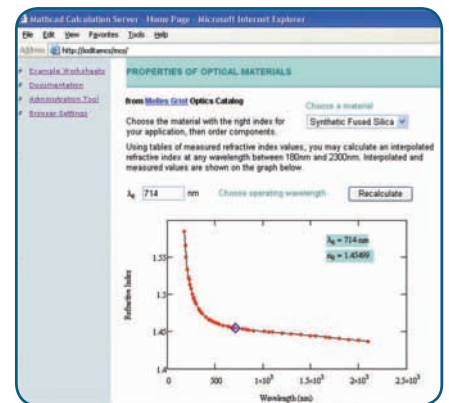 Mathcad Calculation Server - Home Page - Microsoft Internet Explorer
File Edit View Favorites Tools Help
Address http://lodltamcs/mcs/
Example Worksheets
Documentation
Administration Tool
Browser Settings
PROPERTIES OF OPTICAL MATERIALS
from Melles Griot Optics Catalog
Choose a material
Choose the material with the right index for
your application, then order components.
Synthetic Fused Silica
Using tables of measured refractive index values, you may calculate an interpolated
refractive index at any wavelength between 180nm and 2300nm. Interpolated and
measured values are shown on the graph below.
λ₀ 714 nm Choose operating wavelength Recalculate
λ₀ = 714 nm
n₀ = 1.45499
Refractive Index
1.55
1.5
1.45
1.4
0 500 1×10³ 1.5×10³ 2×10³ 2.5×10³
Wavelength (nm)